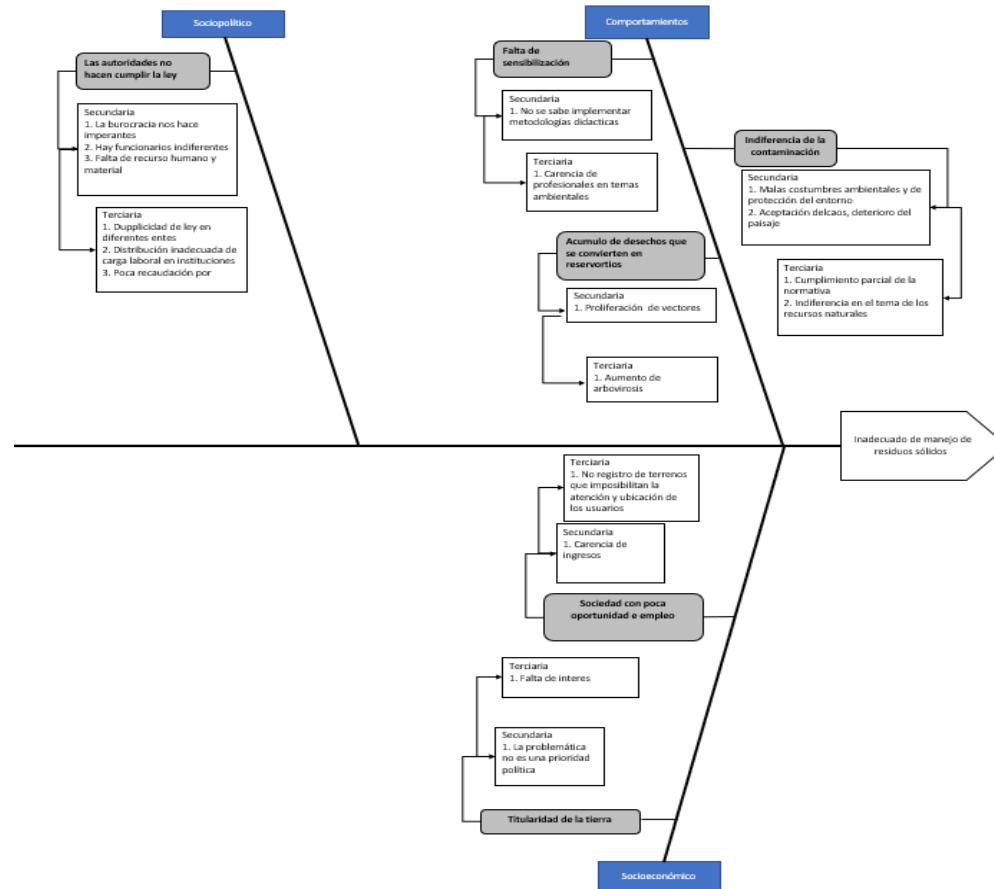 Sociopolítico
Las autoridades no
hacen cumplir la ley
Secundaria
1. La burocracia nos hace
imperantes
2. Hay funcionarios indiferentes
3. Falta de recurso humano y
material
Terciaria
1. Dupplicidad de ley en
diferentes entes
2. Distribución inadecuada de
carga laboral en instituciones
3. Poca recaudación por
Comportamientos
Falta de
sensibilización
Secundaria
1. No se sabe implementar
metodologías didacticas
Terciaria
1. Carencia de
profesionales en temas
ambientales
Indiferencia de la
contaminación
Secundaria
1. Malas costumbres ambientales y de
protección del entorno
2. Aceptación delcaos, deterioro del
paisaje
Terciaria
1. Cumplimiento parcial de la
normativa
2. Indiferencia en el tema de los
recursos naturales
Acumulo de desechos que
se convierten en
reservortios
Secundaria
1. Proliferación de vectores
Terciaria
1. Aumento de
arbovirosis
Inadecuado de manejo de
residuos sólidos
Terciaria
1. No registro de terrenos
que imposibilitan la
atención y ubicación de
los usuarios
Secundaria
1. Carencia de
ingresos
Sociedad con poca
oportunidad e empleo
Terciaria
1. Falta de interes
Secundaria
1. La problemática
no es una prioridad
política
Titularidad de la tierra
Socioeconómico